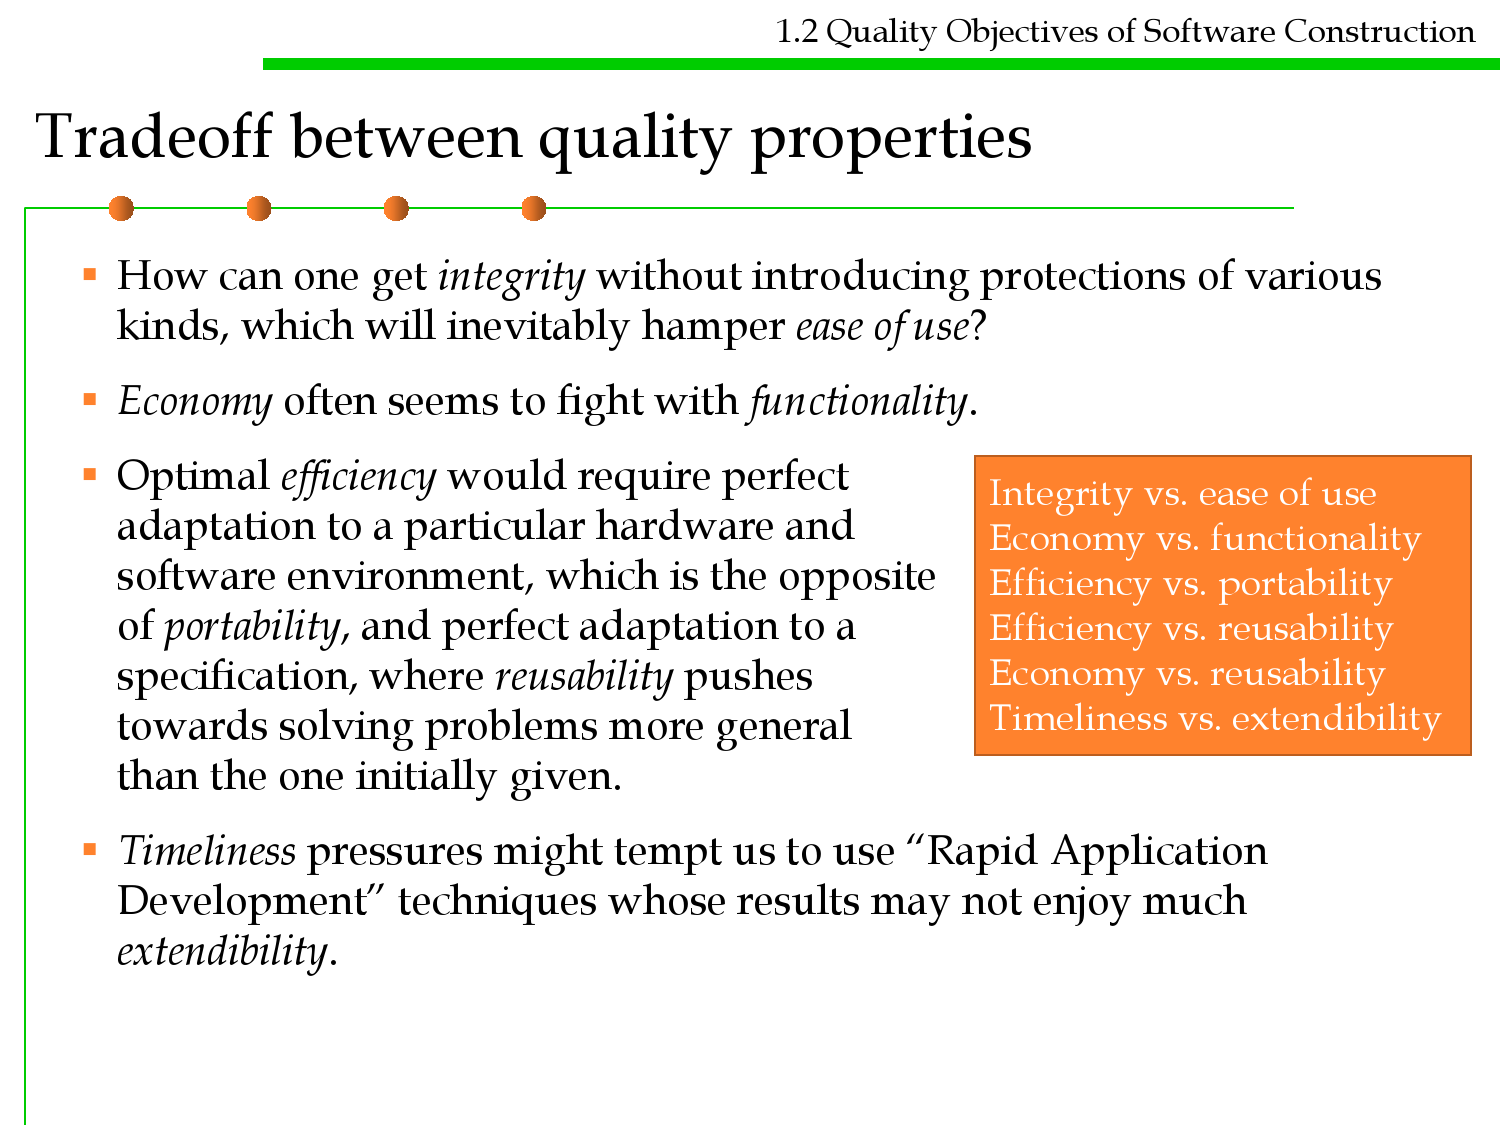 1.2 Quality Objectives of Software Construction
Tradeoff between quality properties
▪ How can one get integrity without introducing protections of various
kinds, which will inevitably hamper ease of use?
▪ Economy often seems to fight with functionality.
▪ Optimal efficiency would require perfect
adaptation to a particular hardware and
software environment, which is the opposite
of portability, and perfect adaptation to a
specification, where reusability pushes
towards solving problems more general
than the one initially given.
Integrity vs. ease of use
Economy vs. functionality
Efficiency vs. portability
Efficiency vs. reusability
Economy vs. reusability
Timeliness vs. extendibility
▪ Timeliness pressures might tempt us to use “Rapid Application
Development” techniques whose results may not enjoy much
extendibility.